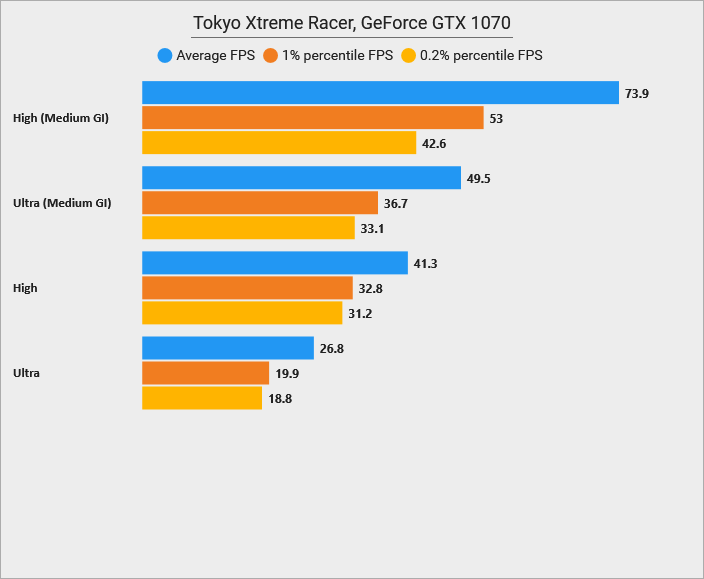 Tokyo Xtreme Racer, GeForce GTX 1070
Average FPS 1% percentile FPS 0.2% percentile FPS
High (Medium GI)
73.9
53
42.6
Ultra (Medium GI)
49.5
36.7
33.1
High
41.3
32.8
31.2
Ultra
26.8
19.9
18.8